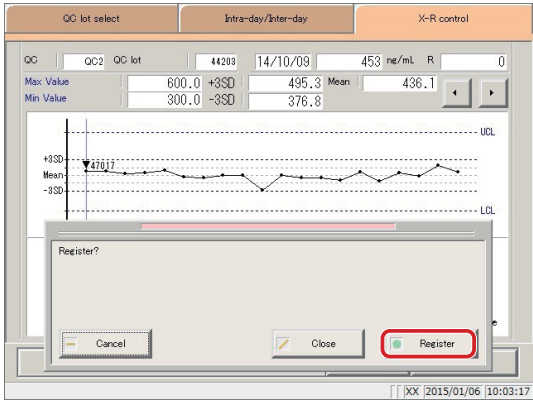 QC lot select Intra-day/Inter-day X-R control
QC QC2 QC lot 44203 14/10/09 453 ng/mL R 0
Max Value 600.0 +3SD 495.3 Mean 436.1
Min Value 300.0 -3SD 376.8
UCL
+3SD
47017
Mean
-3SD
LCL
Register?
Cancel Close Register
XX 2015/01/06 10:03:17